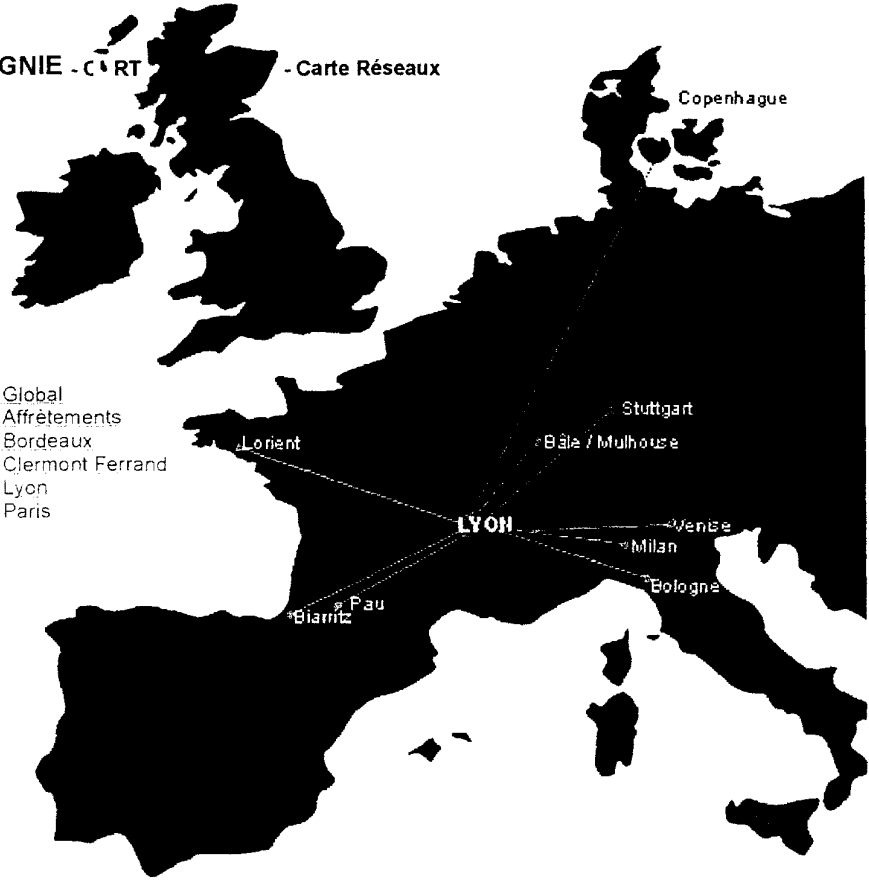 GNIE - C RT - Carte Réseaux
Copenhague
Global
Affrètements
Bordeaux
Clermont Ferrand
Lyon
Paris
Stuttgart
Lorient
Bâle / Mulhouse
LYON
Venise
Milan
Bologne
Pau
Biarritz